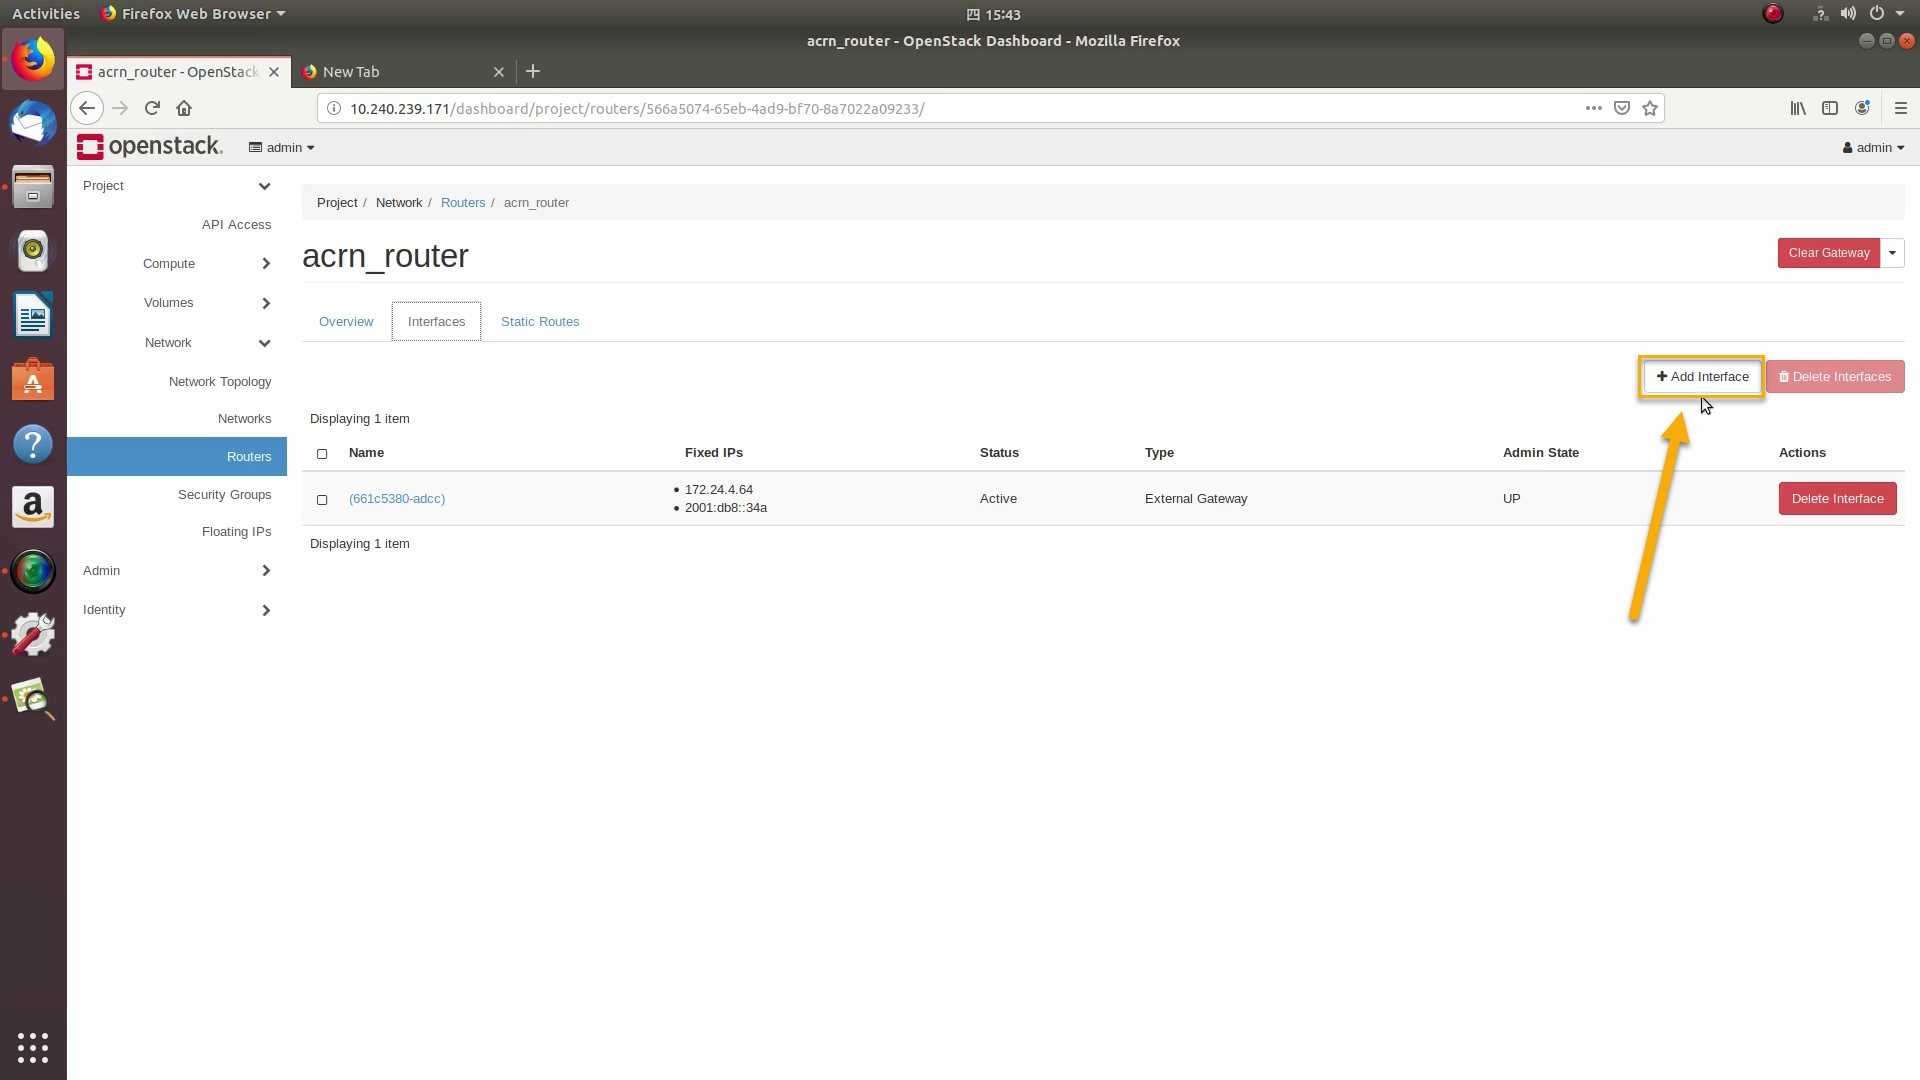 Activities Firefox Web Browser 四 15:43
acrn_router - OpenStack Dashboard - Mozilla Firefox
acrn_router - OpenStack New Tab
10.240.239.171/dashboard/project/routers/566a5074-65eb-4ad9-bf70-8a7022a09233/
openstack. admin admin
Project
API Access
Compute
Volumes
Network
Network Topology
Networks
Routers
Security Groups
Floating IPs
Admin
Identity
Project / Network / Routers / acrn_router
acrn_router
Clear Gateway
Overview Interfaces Static Routes
Add Interface Delete Interfaces
Displaying 1 item
Name Fixed IPs Status Type Admin State Actions
(661c5380-adcc) • 172.24.4.64 Active External Gateway UP Delete Interface
• 2001:db8::34a
Displaying 1 item